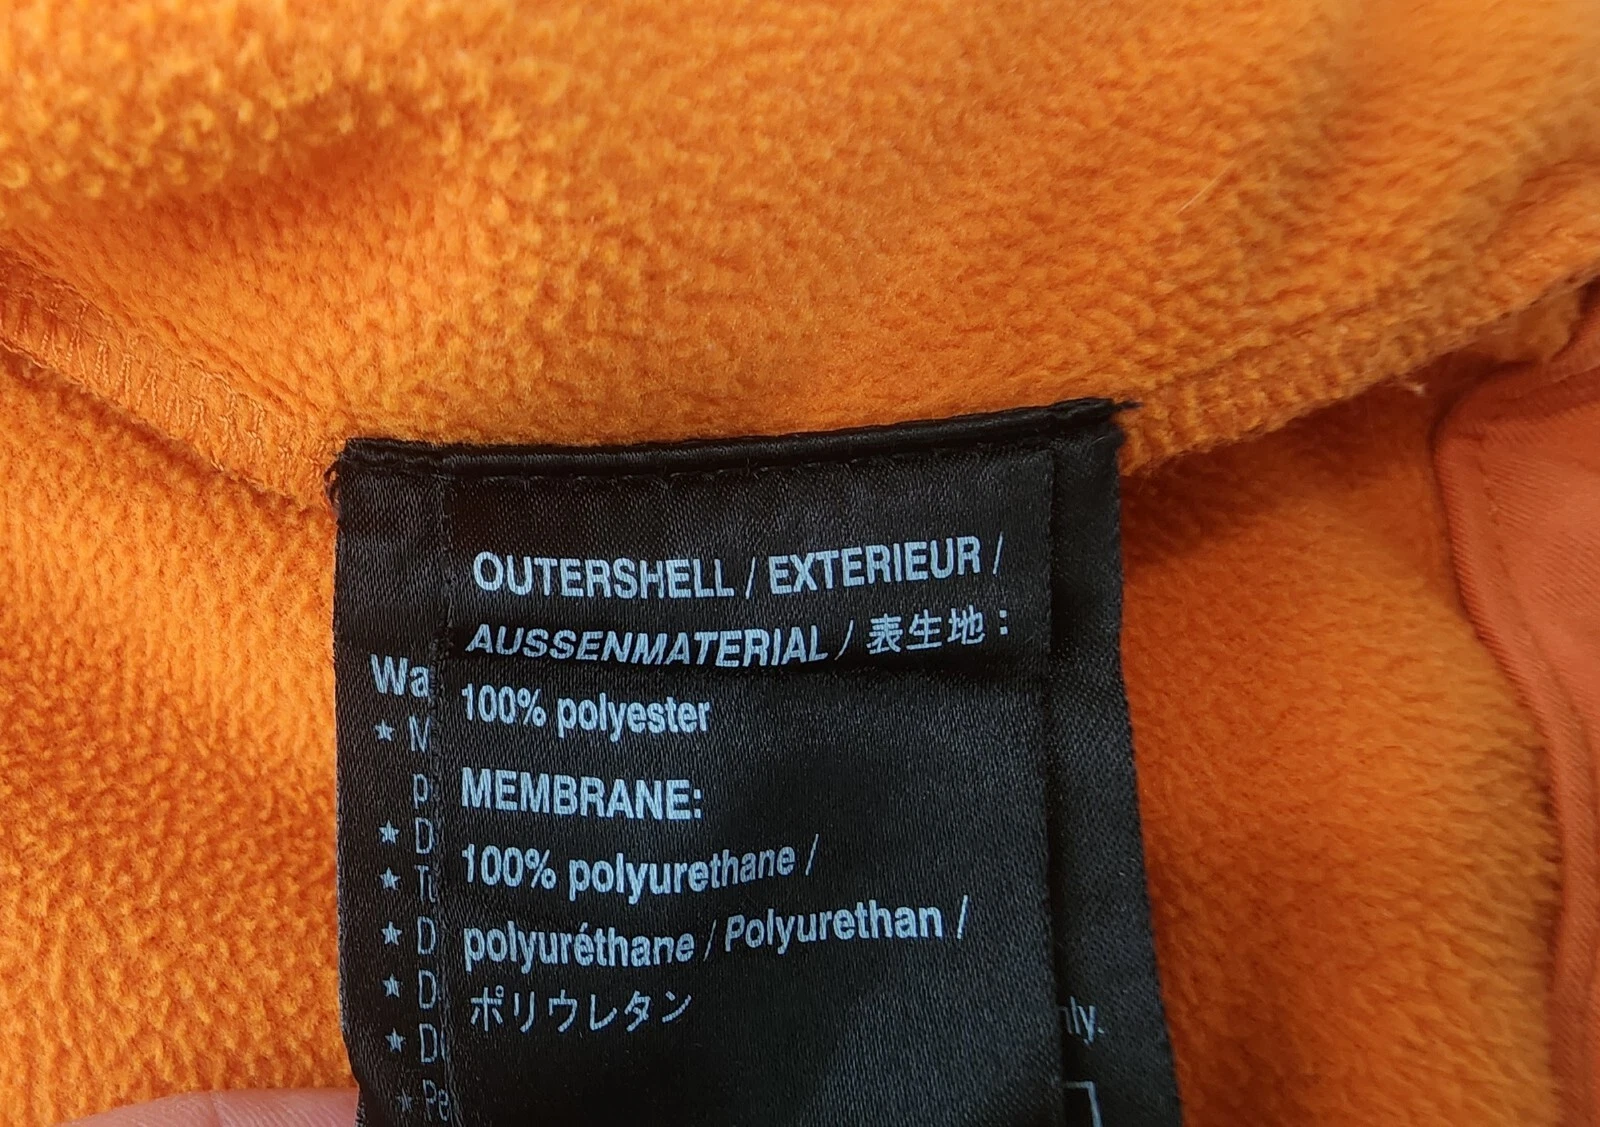 OUTERSHELL / EXTERIEUR /
AUSSENMATERIAL / 表生地：
100% polyester
MEMBRANE:
100% polyurethane /
polyuréthane / Polyurethan /
ポリウレタン